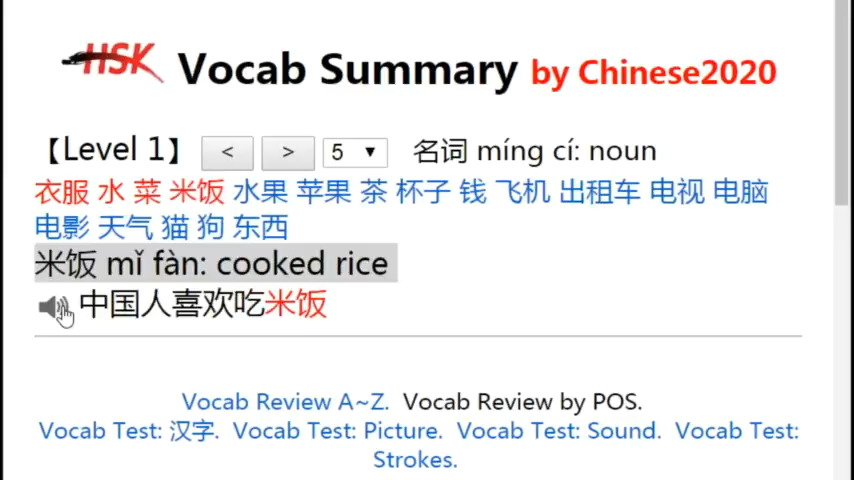 HSK Vocab Summary by Chinese2020
【Level 1】 < > 5 ▼ 名词 míng cí: noun
衣服 水 菜 米饭 水果 苹果 茶 杯子 钱 飞机 出租车 电视 电脑
电影 天气 猫 狗 东西
米饭 mǐ fàn: cooked rice
中国人喜欢吃米饭
Vocab Review A~Z. Vocab Review by POS.
Vocab Test: 汉字. Vocab Test: Picture. Vocab Test: Sound. Vocab Test:
Strokes.